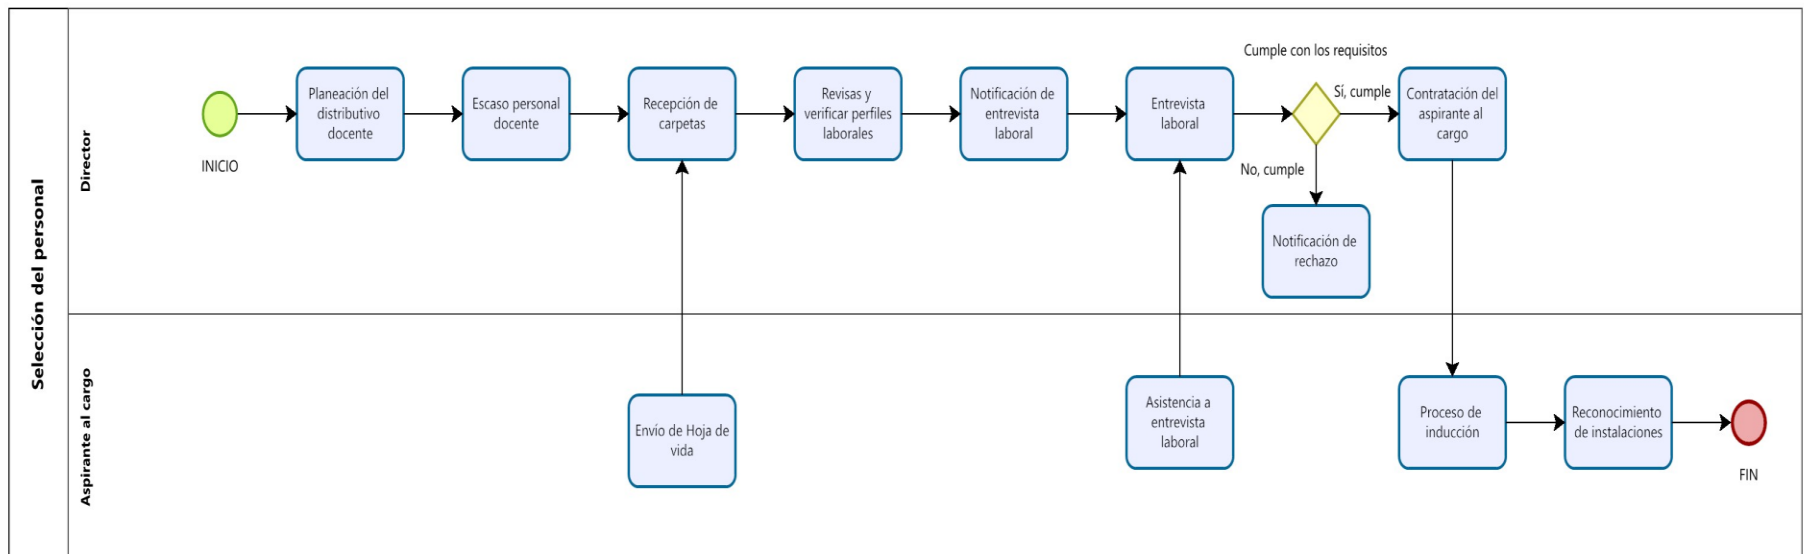 Selección del personal
Director
INICIO
Planeación del
distributivo
docente
Escaso personal
docente
Recepción de
carpetas
Revisas y
verificar perfiles
laborales
Notificación de
entrevista
laboral
Entrevista
laboral
Cumple con los requisitos
Sí, cumple
No, cumple
Contratación del
aspirante al
cargo
Notificación de
rechazo
Aspirante al cargo
Envío de Hoja de
vida
Asistencia a
entrevista
laboral
Proceso de
inducción
Reconocimiento
de instalaciones
FIN